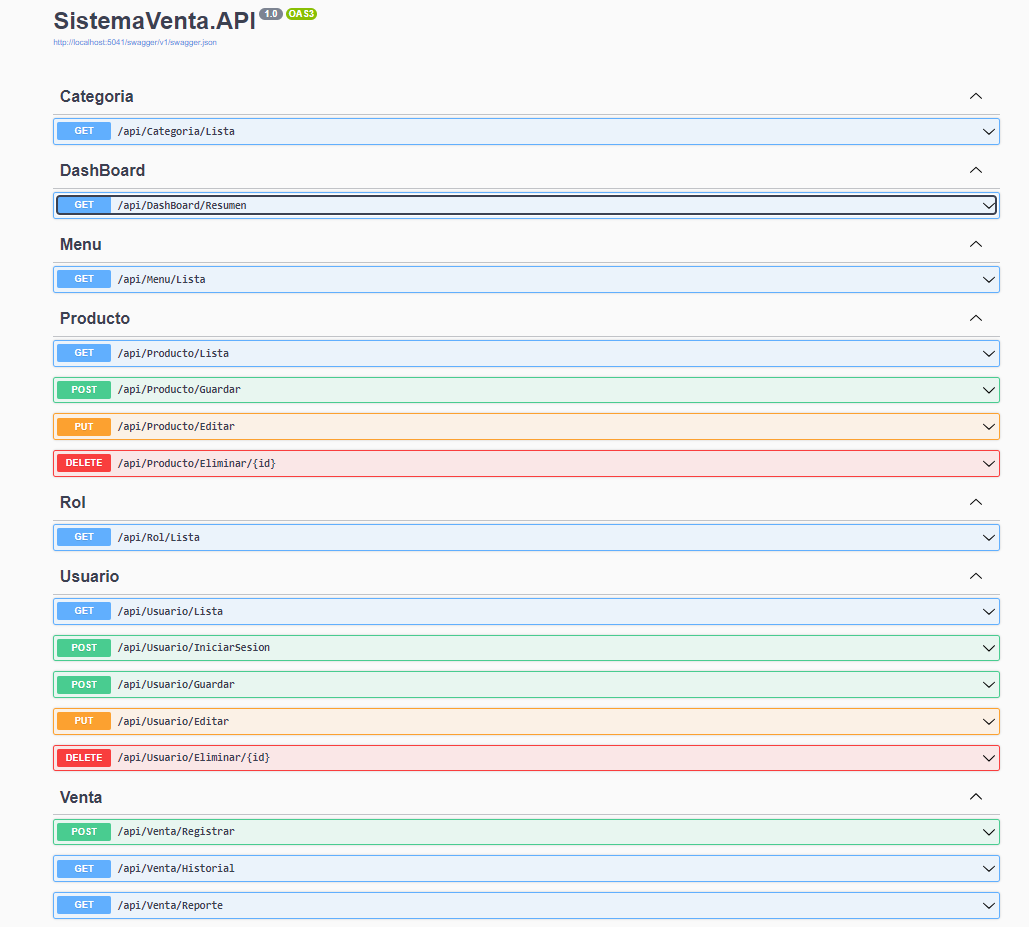 SistemaVenta.API 1.0 OAS3
http://localhost:5041/swagger/v1/swagger.json
Categoria
GET /api/Categoria/Lista
DashBoard
GET /api/DashBoard/Resumen
Menu
GET /api/Menu/Lista
Producto
GET /api/Producto/Lista
POST /api/Producto/Guardar
PUT /api/Producto/Editar
DELETE /api/Producto/Eliminar/{id}
Rol
GET /api/Rol/Lista
Usuario
GET /api/Usuario/Lista
POST /api/Usuario/IniciarSesion
POST /api/Usuario/Guardar
PUT /api/Usuario/Editar
DELETE /api/Usuario/Eliminar/{id}
Venta
POST /api/Venta/Registrar
GET /api/Venta/Historial
GET /api/Venta/Reporte